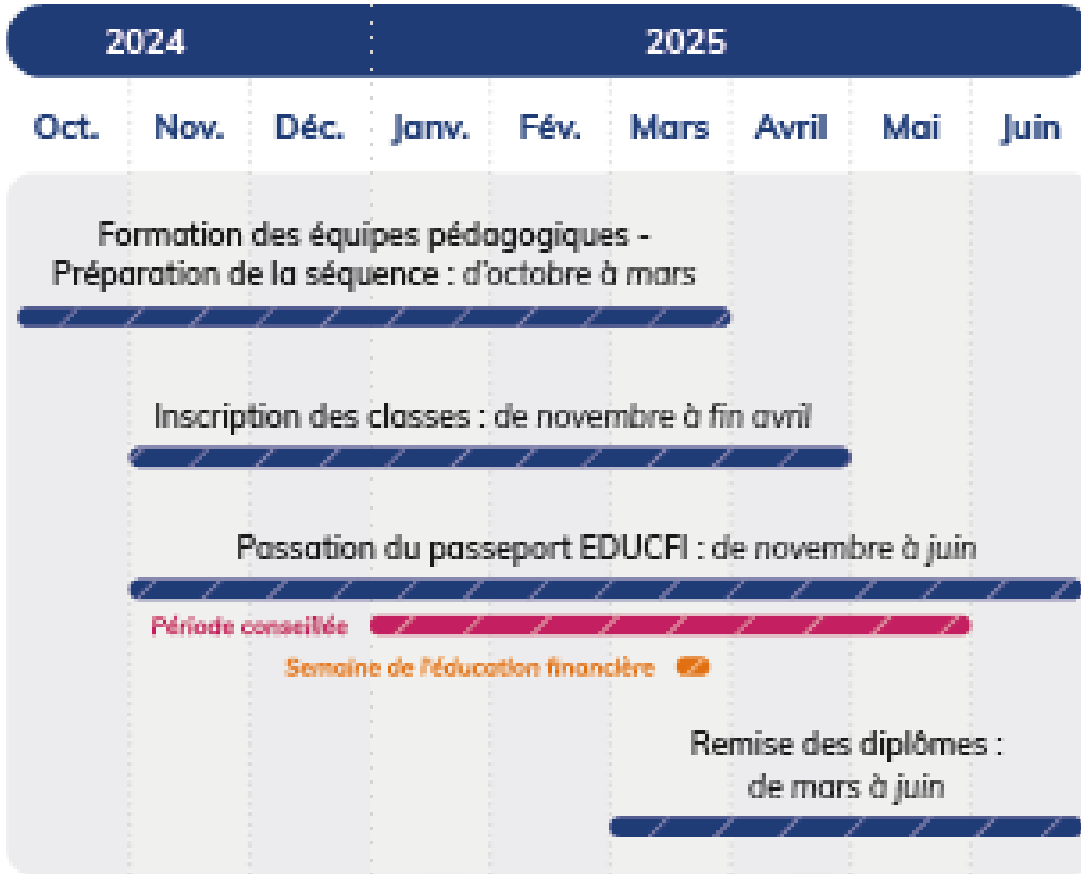 2024 2025
Oct. Nov. Déc. Janv. Fév. Mars Avril Mai Juin
Formation des équipes pédagogiques -
Préparation de la séquence : d'octobre à mars
Inscription des classes : de novembre à fin avril
Passation du passeport EDUCFI : de novembre à juin
Période conseillée
Semaine de l'éducation financière
Remise des diplômes :
de mars à juin